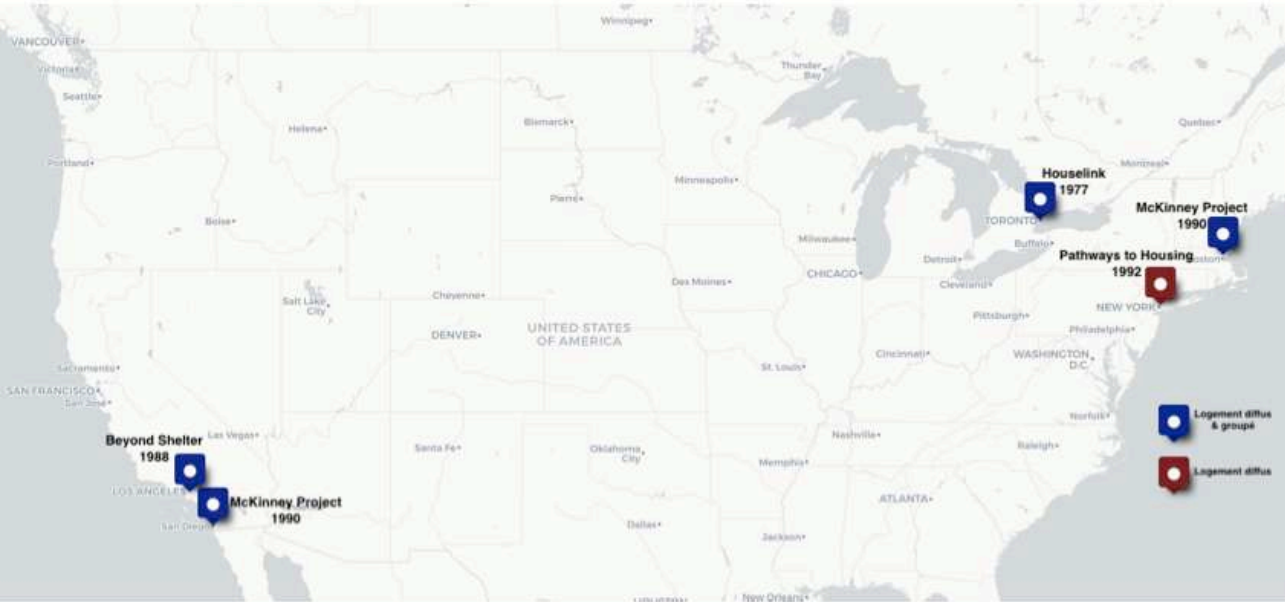 Winnipeg
VANCOUVER
Victoria
Thunder
Bay
Seattle
Quebec
Bismarck
Helena
Portland
Montreal
Houselink
1977
Minneapolis
Pierre
McKinney Project
1990
Boise
TORONTO
Milwaukee
Buffalo
Pathways to Housing
oston
1992
Detroit
CHICAGO
Des Moines
Cleveland
Salt Lake
City
Cheyenne
NEW YORK
Pittsburgh
UNITED STATES
OF AMERICA
DENVER
Philadelphia
Cincinnati
WASHINGTON
D.C.
Sacramento
St. Louis
SAN FRANCISCO
San José
Norfolk
Logement diffus
& groupé
Beyond Shelter
1988
Las Vegas
Santa Fe
Oklahoma
City
Nashville
Raleigh
Memphis
Logement diffus
LOS ANGELES
McKinney Project
1990
ATLANTA
San Diego
Dallas
Jackson
New Orleans